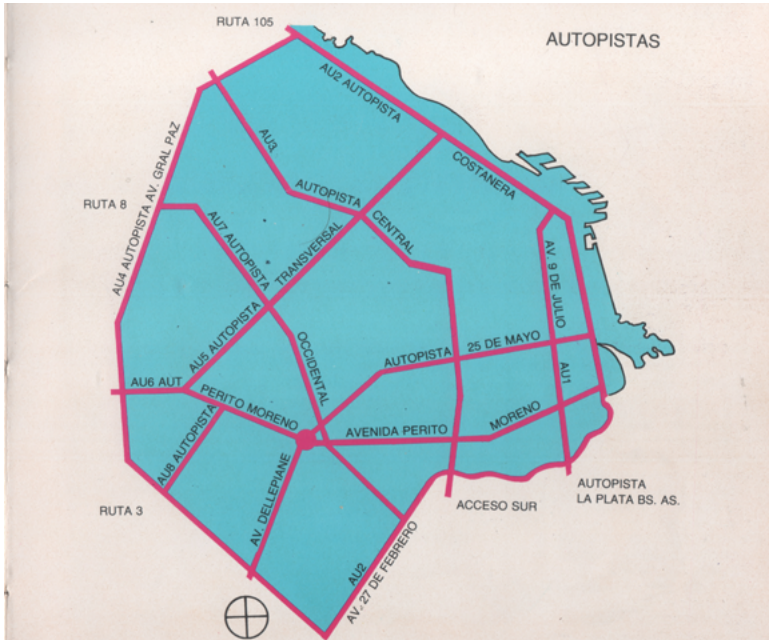 RUTA 105
AUTOPISTAS
AU2 AUTOPISTA
COSTANERA
AU3
AUTOPISTA
CENTRAL
AU4 AUTOPISTA AV. GRAL PAZ
RUTA 8
AU7 AUTOPISTA
OCCIDENTAL
AU5 AUTOPISTA
TRANSVERSAL
AV. 9 DE JULIO
AU1
AUTOPISTA
25 DE MAYO
AU6 AUT
PERITO MORENO
AVENIDA PERITO
MORENO
AU8 AUTOPISTA
AV. DELLEPIANE
RUTA 3
ACCESO SUR
AUTOPISTA
LA PLATA BS. AS.
AU2
AV. 27 DE FEBRERO